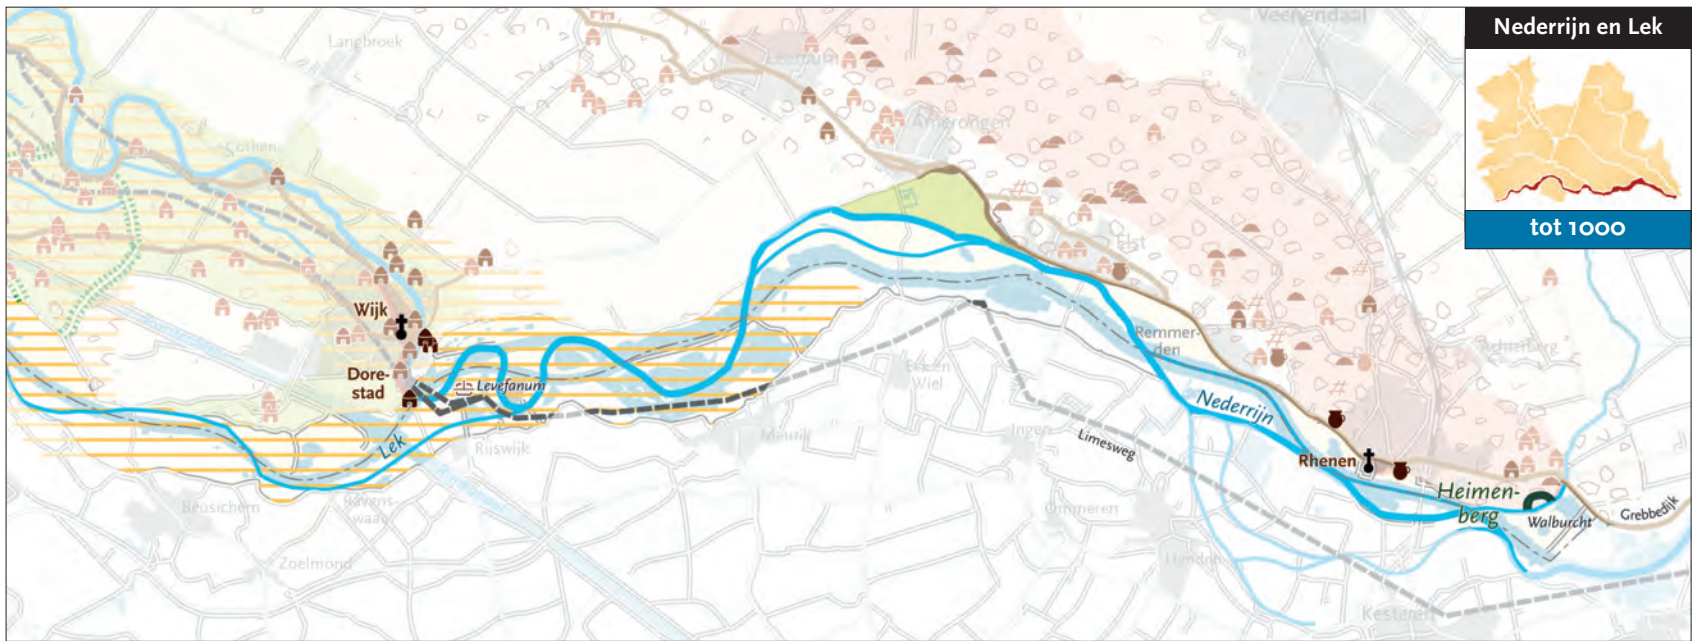 Nederrijn en Lek
tot 1000
Veenendaal
Langbroek
Leersum
Amerongen
Cothen
Elst
Wijk
Remmer-
den
Achterberg
Dore-
stad
Levefanum
Eck en
Wiel
Nederrijn
Lek
Rijswijk
Maurik
Ingen
Limesweg
Rhenen
Heimen-
berg
Walburcht
Grebbedijk
Beusichem
Ravens-
waaij
Ommeren
Zoelmond
Lienden
Kesteren